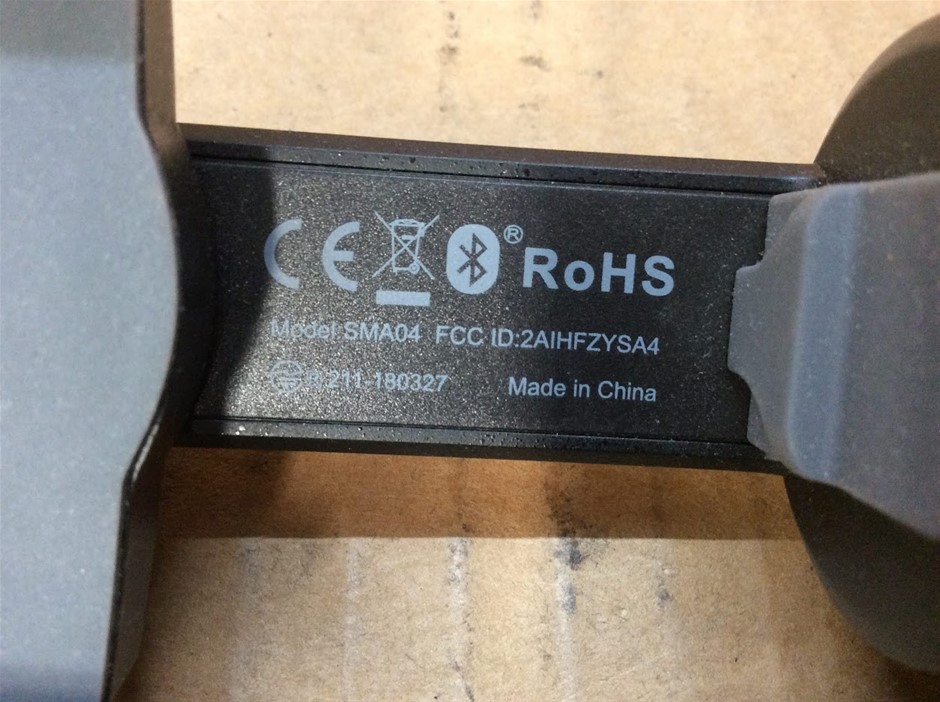 CE ® RoHS
Model SMA04 FCC ID:2AIHFZYSA4
211-180327 Made in China